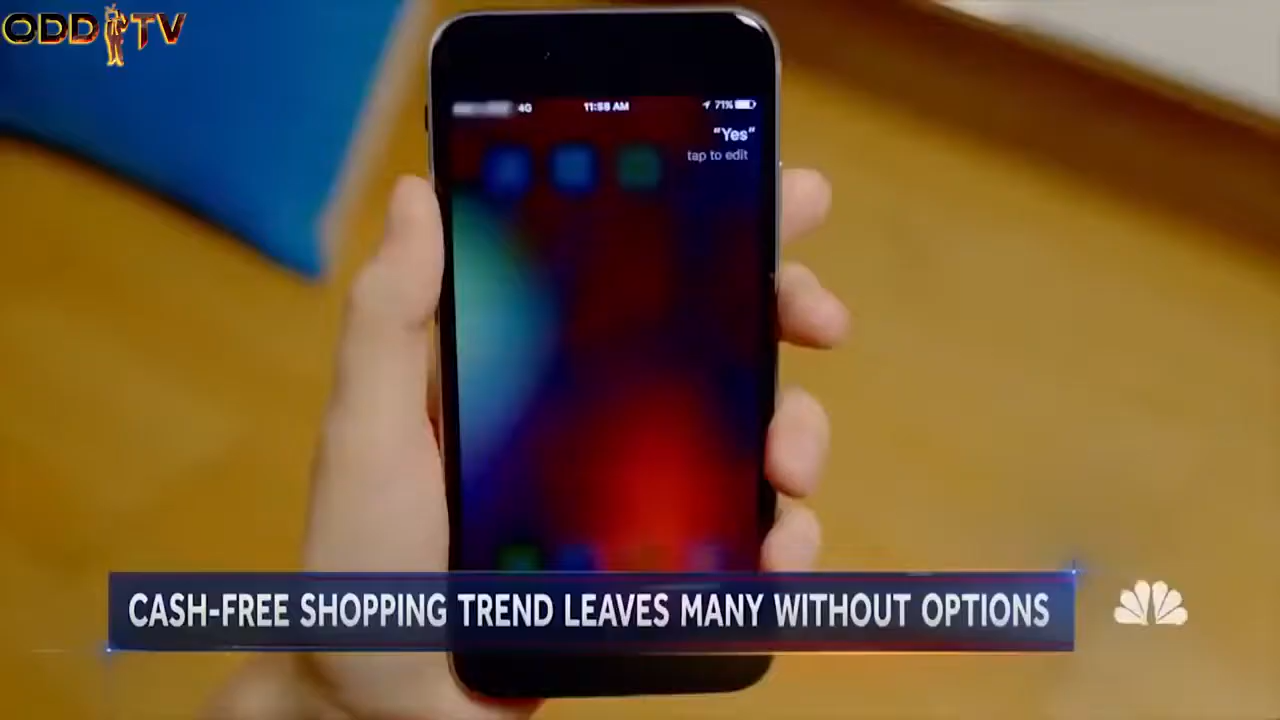 ODD TV
4G 11:58 AM 71%
“Yes”
tap to edit
CASH-FREE SHOPPING TREND LEAVES MANY WITHOUT OPTIONS